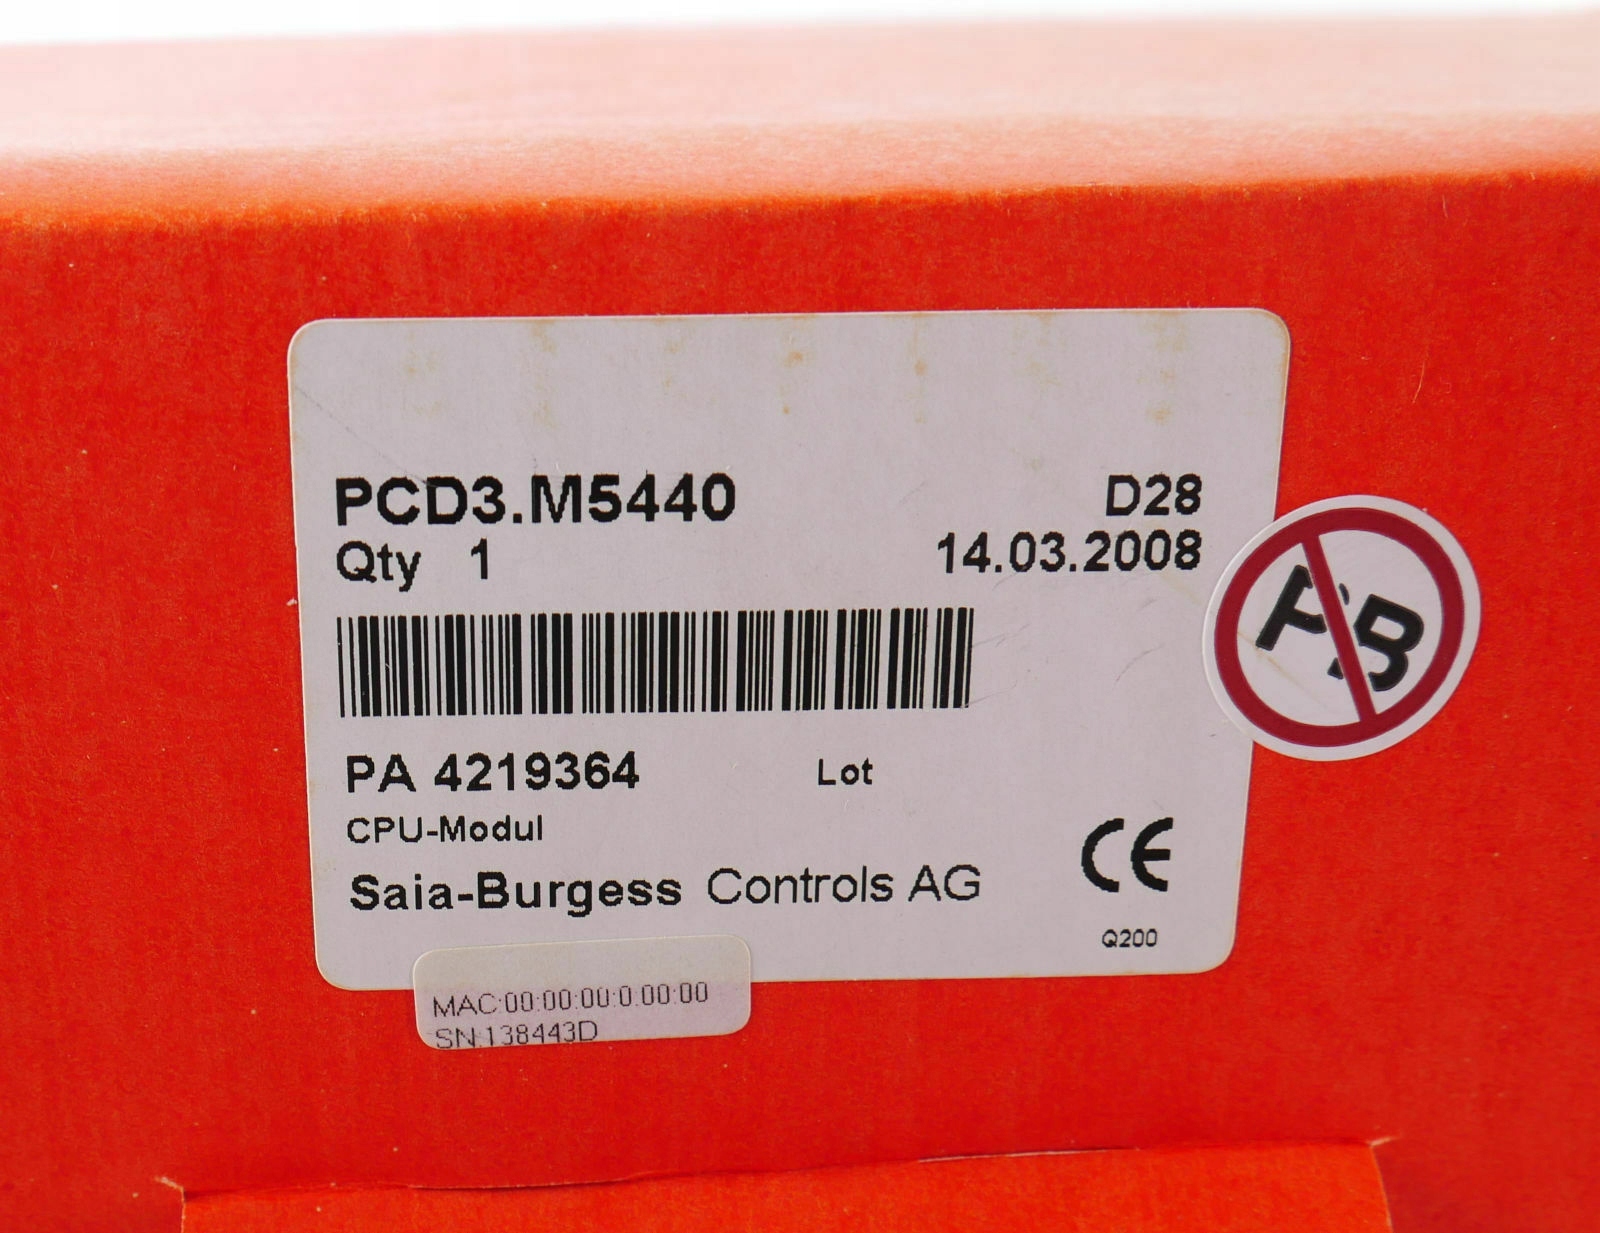 PCD3.M5440 D28
Qty 1 14.03.2008
PB
PA 4219364 Lot
CPU-Modul
Saia-Burgess Controls AG CE
Q200
MAC:00:00:00:0:00:00
SN:138443D